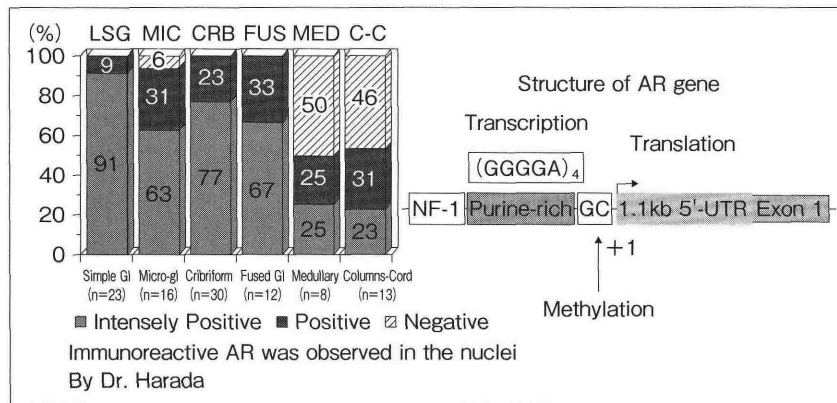 (%) LSG MIC CRB FUS MED C-C
100
80
60
40
20
0
9
91
6
31
63
23
77
33
67
50
25
25
46
31
23
Simple Gl Micro-gl Cribriform Fused Gl Medullary Columns-Cord
(n=23) (n=16) (n=30) (n=12) (n=8) (n=13)
Intensely Positive Positive Negative
Immunoreactive AR was observed in the nuclei
By Dr. Harada
Structure of AR gene
Transcription
Translation
(GGGGA)4
NF-1 Purine-rich GC 1.1kb 5'-UTR Exon 1
+1
Methylation